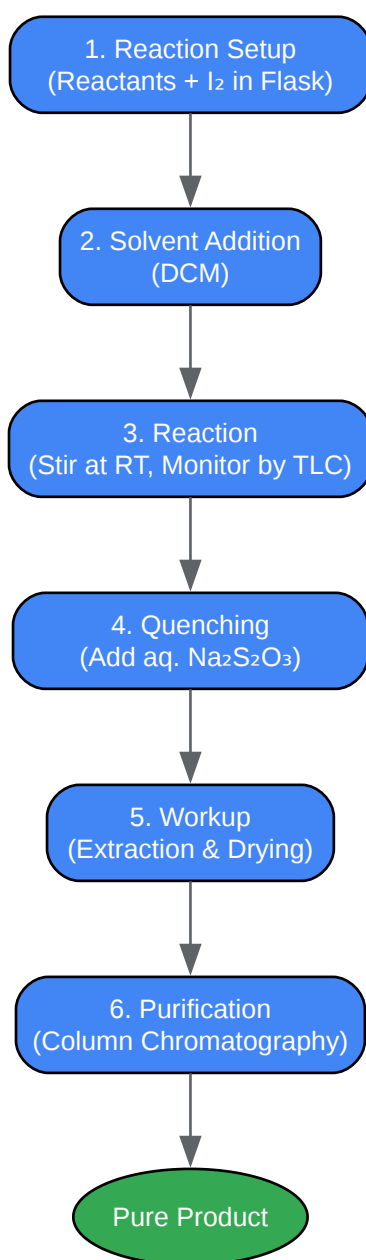 1. Reaction Setup
(Reactants + I₂ in Flask)
2. Solvent Addition
(DCM)
3. Reaction
(Stir at RT, Monitor by TLC)
4. Quenching
(Add aq. Na₂S₂O₃)
5. Workup
(Extraction & Drying)
6. Purification
(Column Chromatography)
Pure Product